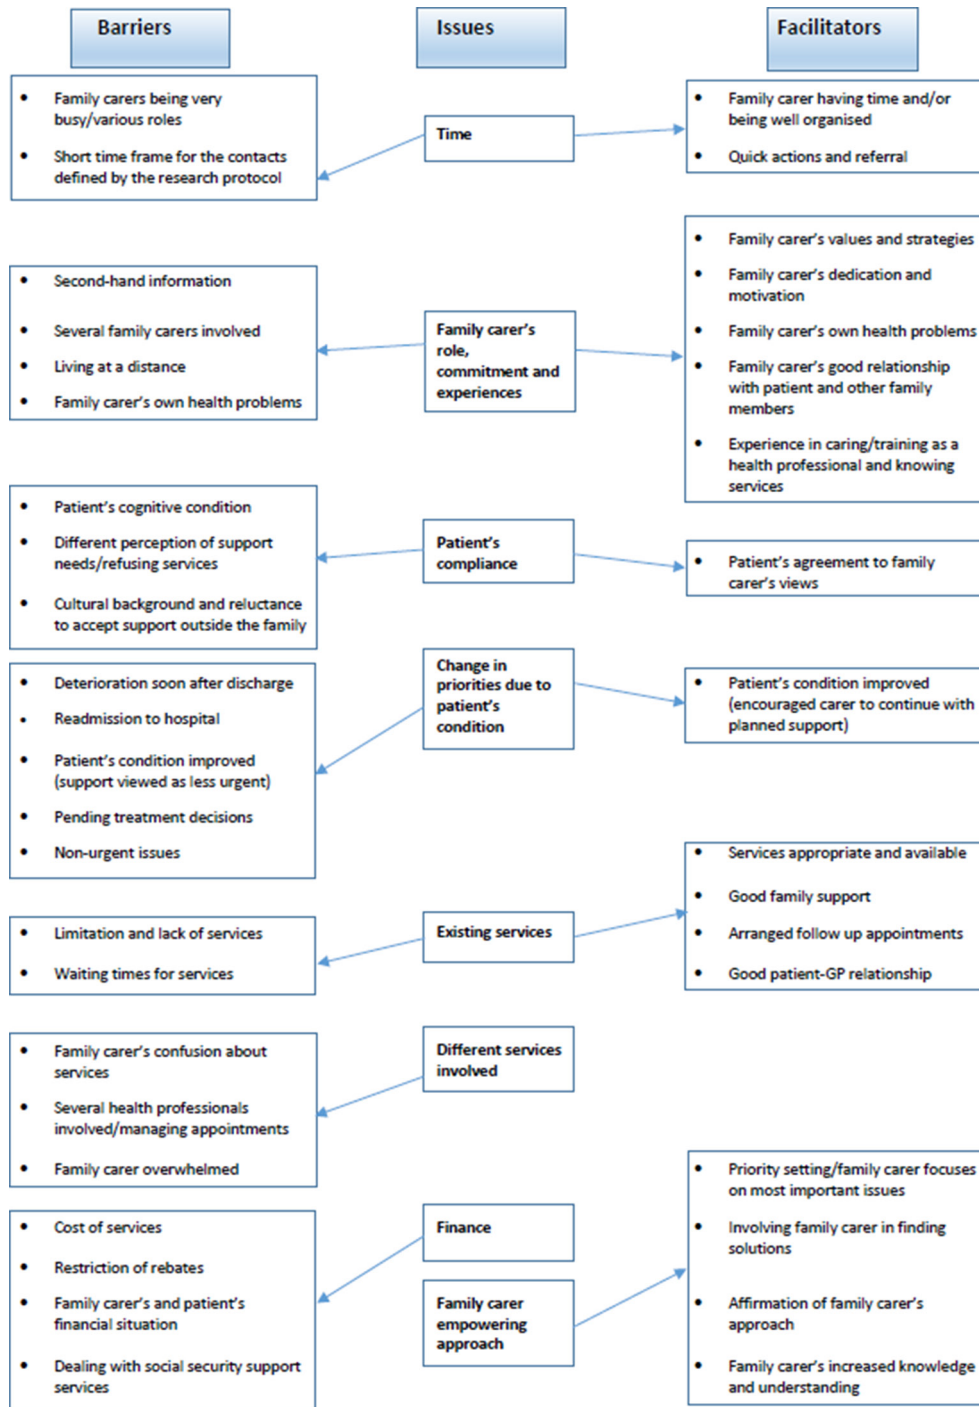 Barriers
Issues
Facilitators
• Family carers being very
busy/various roles
• Short time frame for the contacts
defined by the research protocol
Time
• Family carer having time and/or
being well organised
• Quick actions and referral
• Second-hand information
• Several family carers involved
• Living at a distance
• Family carer's own health problems
Family carer's
role,
commitment and
experiences
• Family carer's values and strategies
• Family carer's dedication and
motivation
• Family carer's own health problems
• Family carer's good relationship
with patient and other family
members
• Experience in caring/training as a
health professional and knowing
services
• Patient's cognitive condition
• Different perception of support
needs/refusing services
• Cultural background and reluctance
to accept support outside the family
Patient's
compliance
• Patient's agreement to family
carer's views
• Deterioration soon after discharge
• Readmission to hospital
• Patient's condition improved
(support viewed as less urgent)
• Pending treatment decisions
• Non-urgent issues
Change in
priorities due to
patient's
condition
• Patient's condition improved
(encouraged carer to continue with
planned support)
• Limitation and lack of services
• Waiting times for services
Existing services
• Services appropriate and available
• Good family support
• Arranged follow up appointments
• Good patient-GP relationship
• Family carer's confusion about
services
• Several health professionals
involved/managing appointments
• Family carer overwhelmed
Different services
involved
• Cost of services
• Restriction of rebates
• Family carer's and patient's
financial situation
• Dealing with social security support
services
Finance
Family carer
empowering
approach
• Priority setting/family carer focuses
on most important issues
• Involving family carer in finding
solutions
• Affirmation of family carer's
approach
• Family carer's increased knowledge
and understanding